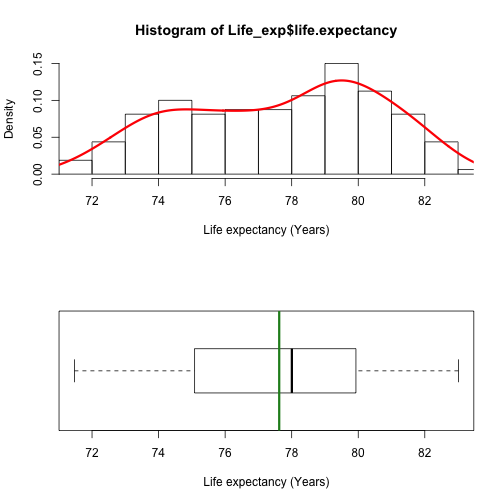 Histogram of Life_exp$life.expectancy
Density
0.15
0.10
0.05
0.00
72 74 76 78 80 82
Life expectancy (Years)
72 74 76 78 80 82
Life expectancy (Years)